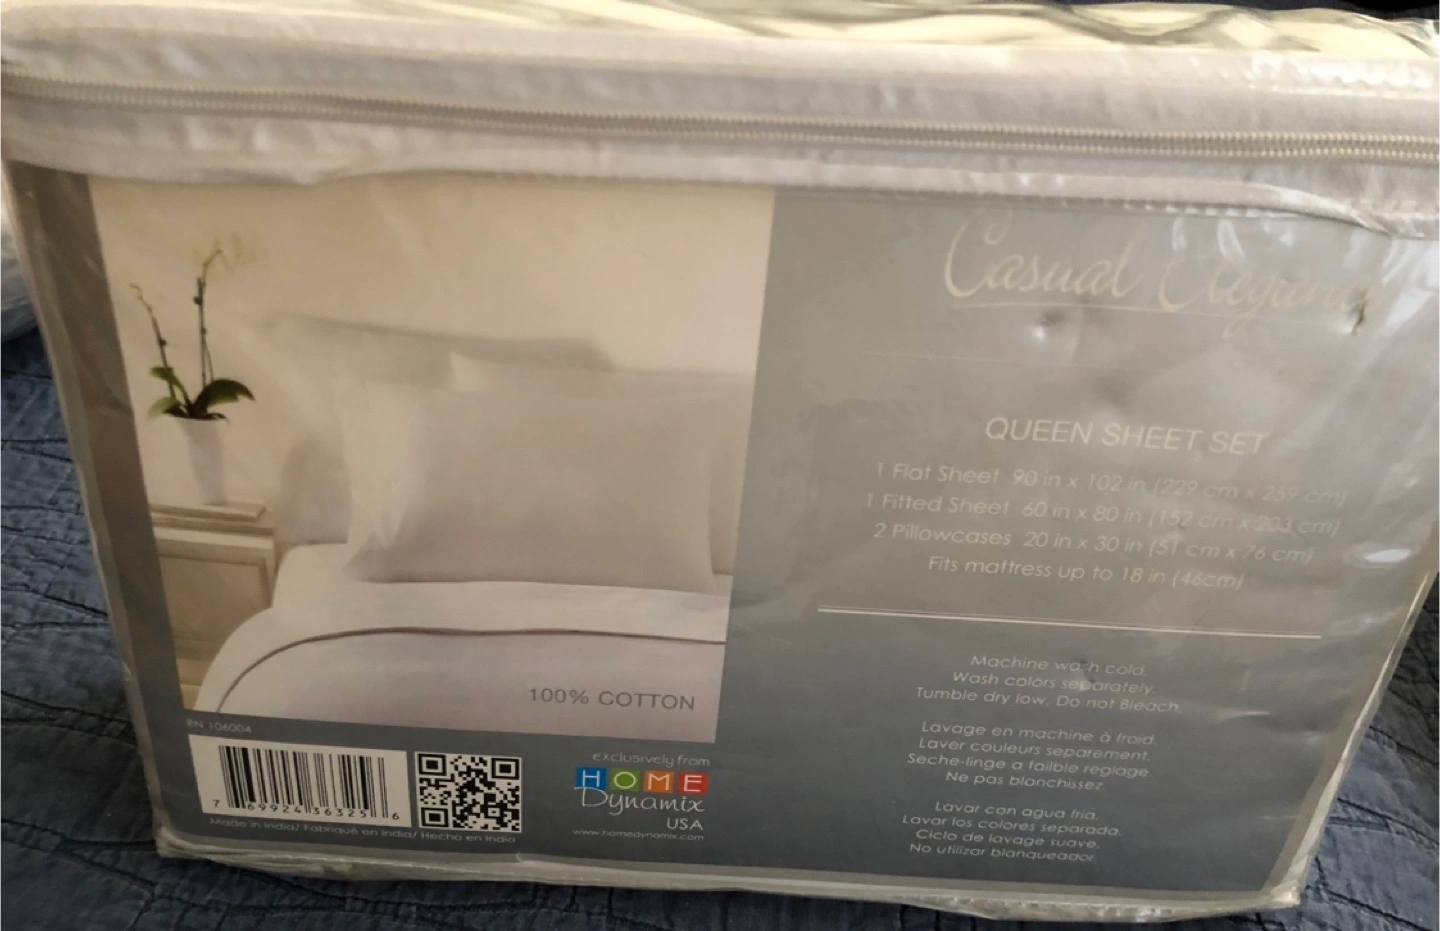 Casual Elegance
QUEEN SHEET SET
1 Flat Sheet 90 in x 102 in (229 cm x 259 cm)
1 Fitted Sheet 60 in x 80 in (152 cm x 203 cm)
2 Pillowcases 20 in x 30 in (51 cm x 76 cm)
Fits mattress up to 18 in (46cm)
Machine wash cold.
Wash colors separately.
Tumble dry low. Do not Bleach.
Lavage en machine à froid.
Laver couleurs separement.
Seche-linge a failble reglage.
Ne pas blanchissez
Lavar con agua fria.
Lavar los colores separada.
Ciclo de lavage suave.
No utilizar blanqueador.
100% COTTON
RN 106004
7 69924 36325 6
Made in India/ Fabriqué en India/ Hecho en India
exclusively from
HOME
Dynamix
USA
www.homedynamix.com